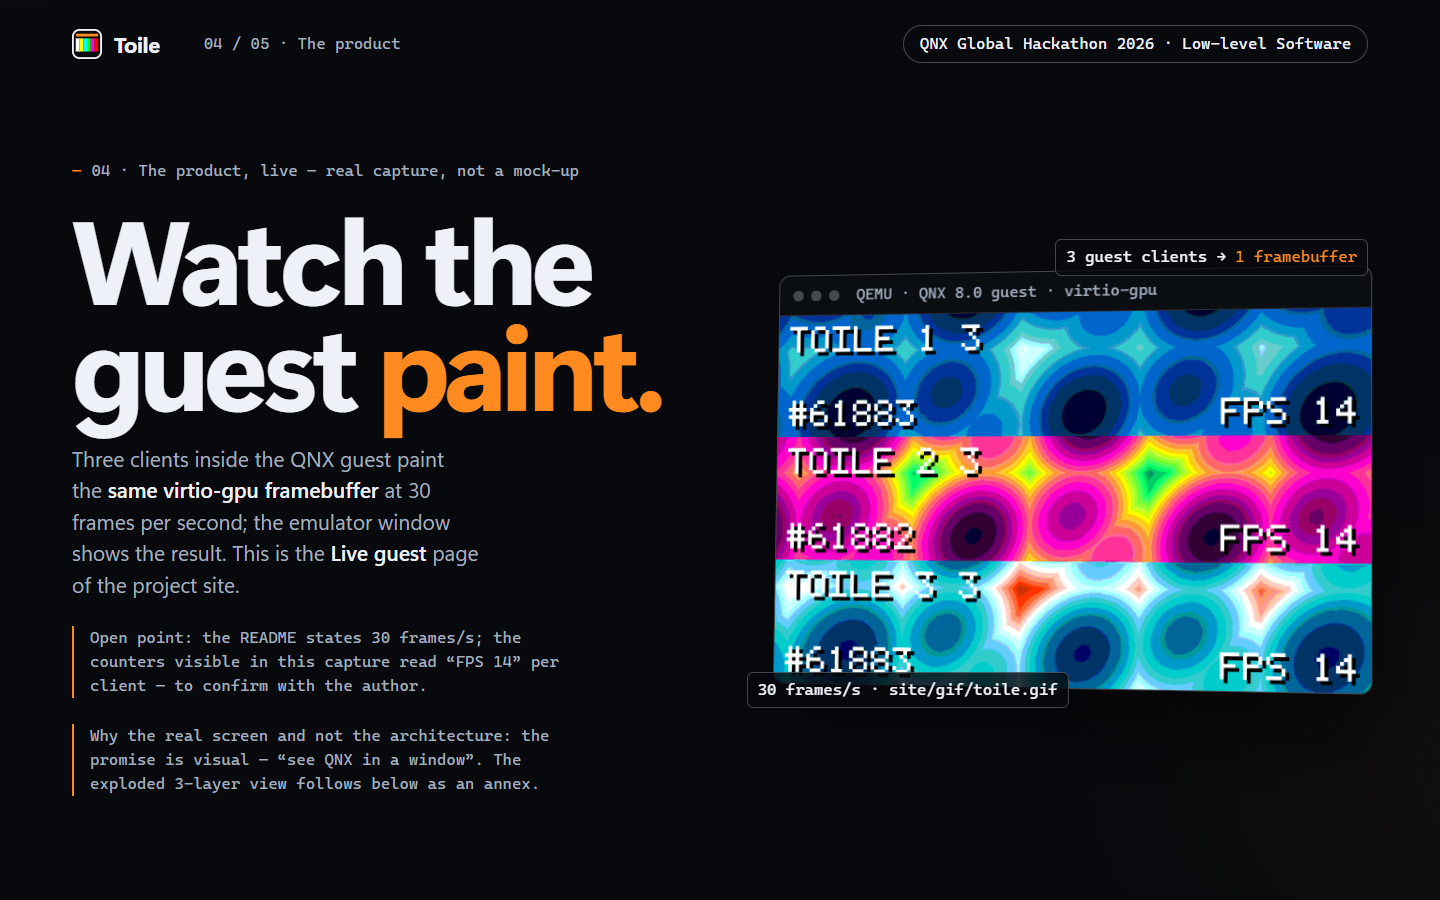 Toile
04 / 05 · The product
QNX Global Hackathon 2026 · Low-level Software
— 04 · The product, live — real capture, not a mock-up
Watch the
guest paint.
Three clients inside the QNX guest paint
the same virtio-gpu framebuffer at 30
frames per second; the emulator window
shows the result. This is the Live guest page
of the project site.
Open point: the README states 30 frames/s; the
counters visible in this capture read “FPS 14” per
client — to confirm with the author.
Why the real screen and not the architecture: the
promise is visual — “see QNX in a window”. The
exploded 3-layer view follows below as an annex.
3 guest clients → 1 framebuffer
QEMU · QNX 8.0 guest · virtio-gpu
TOILE 1 3
#61883 FPS 14
TOILE 2 3
#61882 FPS 14
TOILE 3 3
#61883 FPS 14
30 frames/s · site/gif/toile.gif